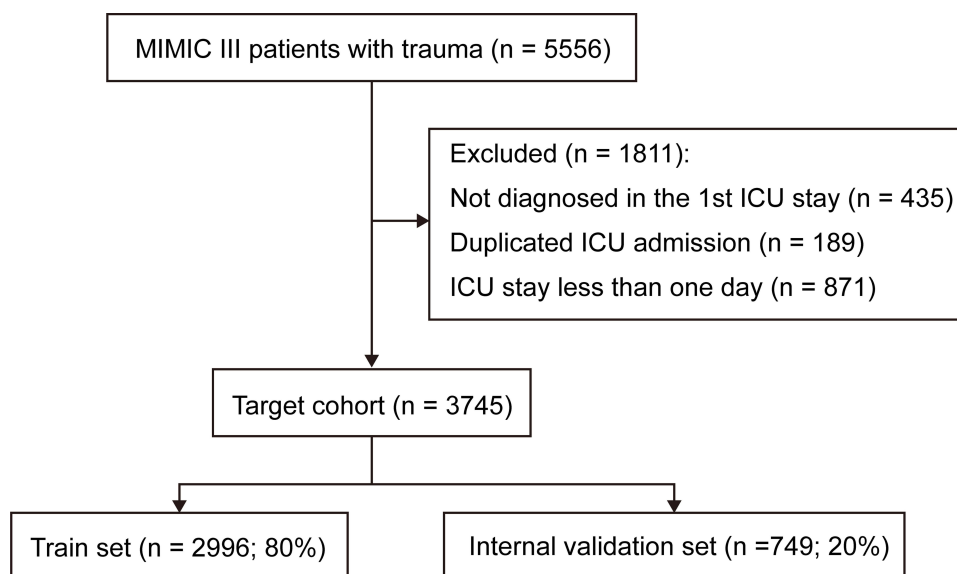 MIMIC III patients with trauma (n = 5556)
Excluded (n = 1811):
Not diagnosed in the 1st ICU stay (n = 435)
Duplicated ICU admission (n = 189)
ICU stay less than one day (n = 871)
Target cohort (n = 3745)
Train set (n = 2996; 80%)
Internal validation set (n =749; 20%)